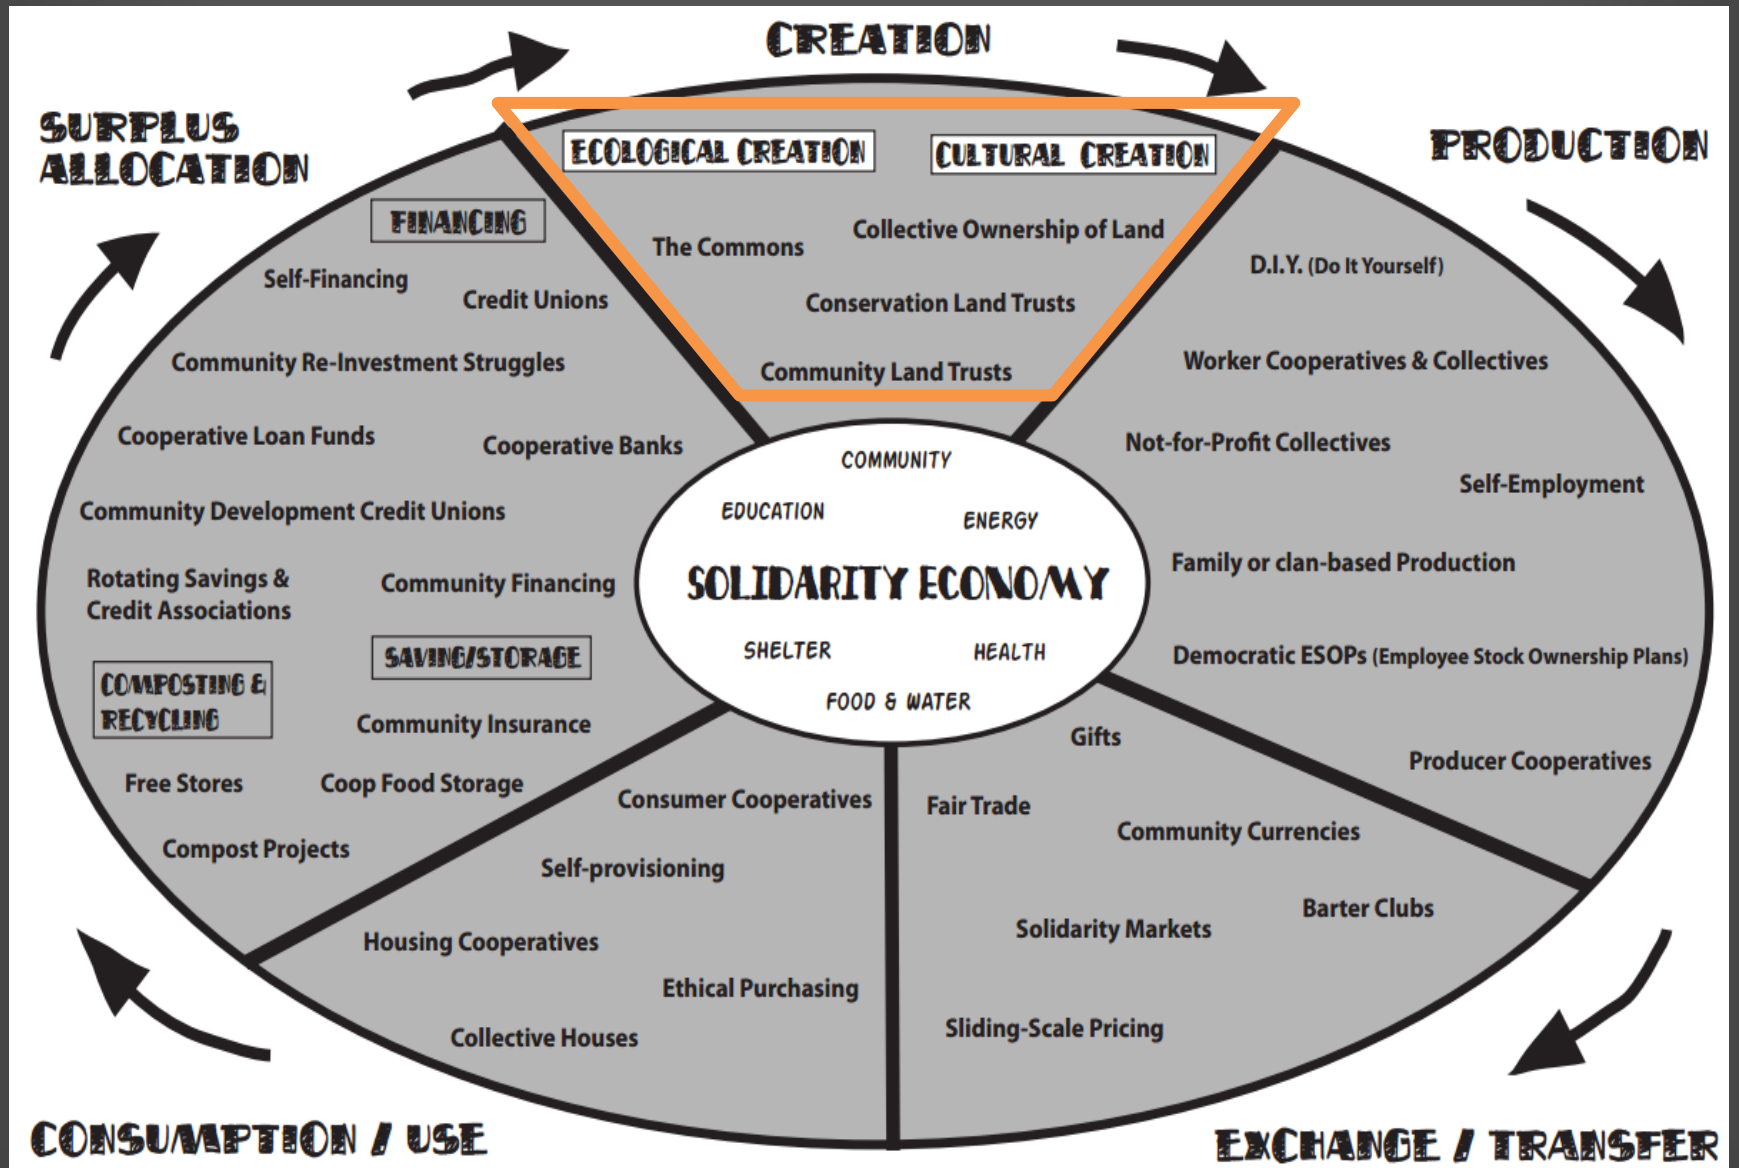 CREATION
SURPLUS
ALLOCATION
PRODUCTION
ECOLOGICAL CREATION
CULTURAL CREATION
The Commons
Collective Ownership of Land
Conservation Land Trusts
Community Land Trusts
FINANCING
Self-Financing
Credit Unions
Community Re-Investment Struggles
Cooperative Loan Funds
Cooperative Banks
Community Development Credit Unions
Rotating Savings &
Credit Associations
Community Financing
SAVING/STORAGE
COMPOSTING &
RECYCLING
Community Insurance
Free Stores
Coop Food Storage
Compost Projects
D.I.Y. (Do It Yourself)
Worker Cooperatives & Collectives
Not-for-Profit Collectives
Self-Employment
Family or clan-based Production
Democratic ESOPs (Employee Stock Ownership Plans)
Producer Cooperatives
COMMUNITY
EDUCATION
ENERGY
SOLIDARITY ECONOMY
SHELTER
HEALTH
FOOD & WATER
Consumer Cooperatives
Self-provisioning
Housing Cooperatives
Ethical Purchasing
Collective Houses
Gifts
Fair Trade
Community Currencies
Barter Clubs
Solidarity Markets
Sliding-Scale Pricing
CONSUMPTION / USE
EXCHANGE / TRANSFER